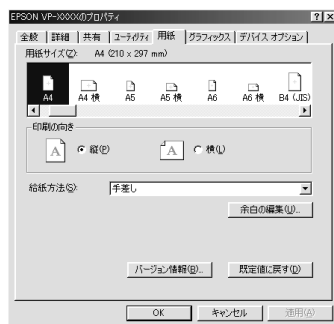 EPSON VP-XXXXのプロパティ
全般 詳細 共有 ユーティリティ 用紙 グラフィックス デバイス オプション
用紙サイズ(Z): A4 (210 x 297 mm)
A4 A4 横 A5 A5 横 A6 A6 横 B4 (JIS)
印刷の向き
A 縦(P) A 横(L)
給紙方法(S): 手差し
余白の編集(U)...
バージョン情報(B)... 既定値に戻す(D)
OK キャンセル 適用(A)